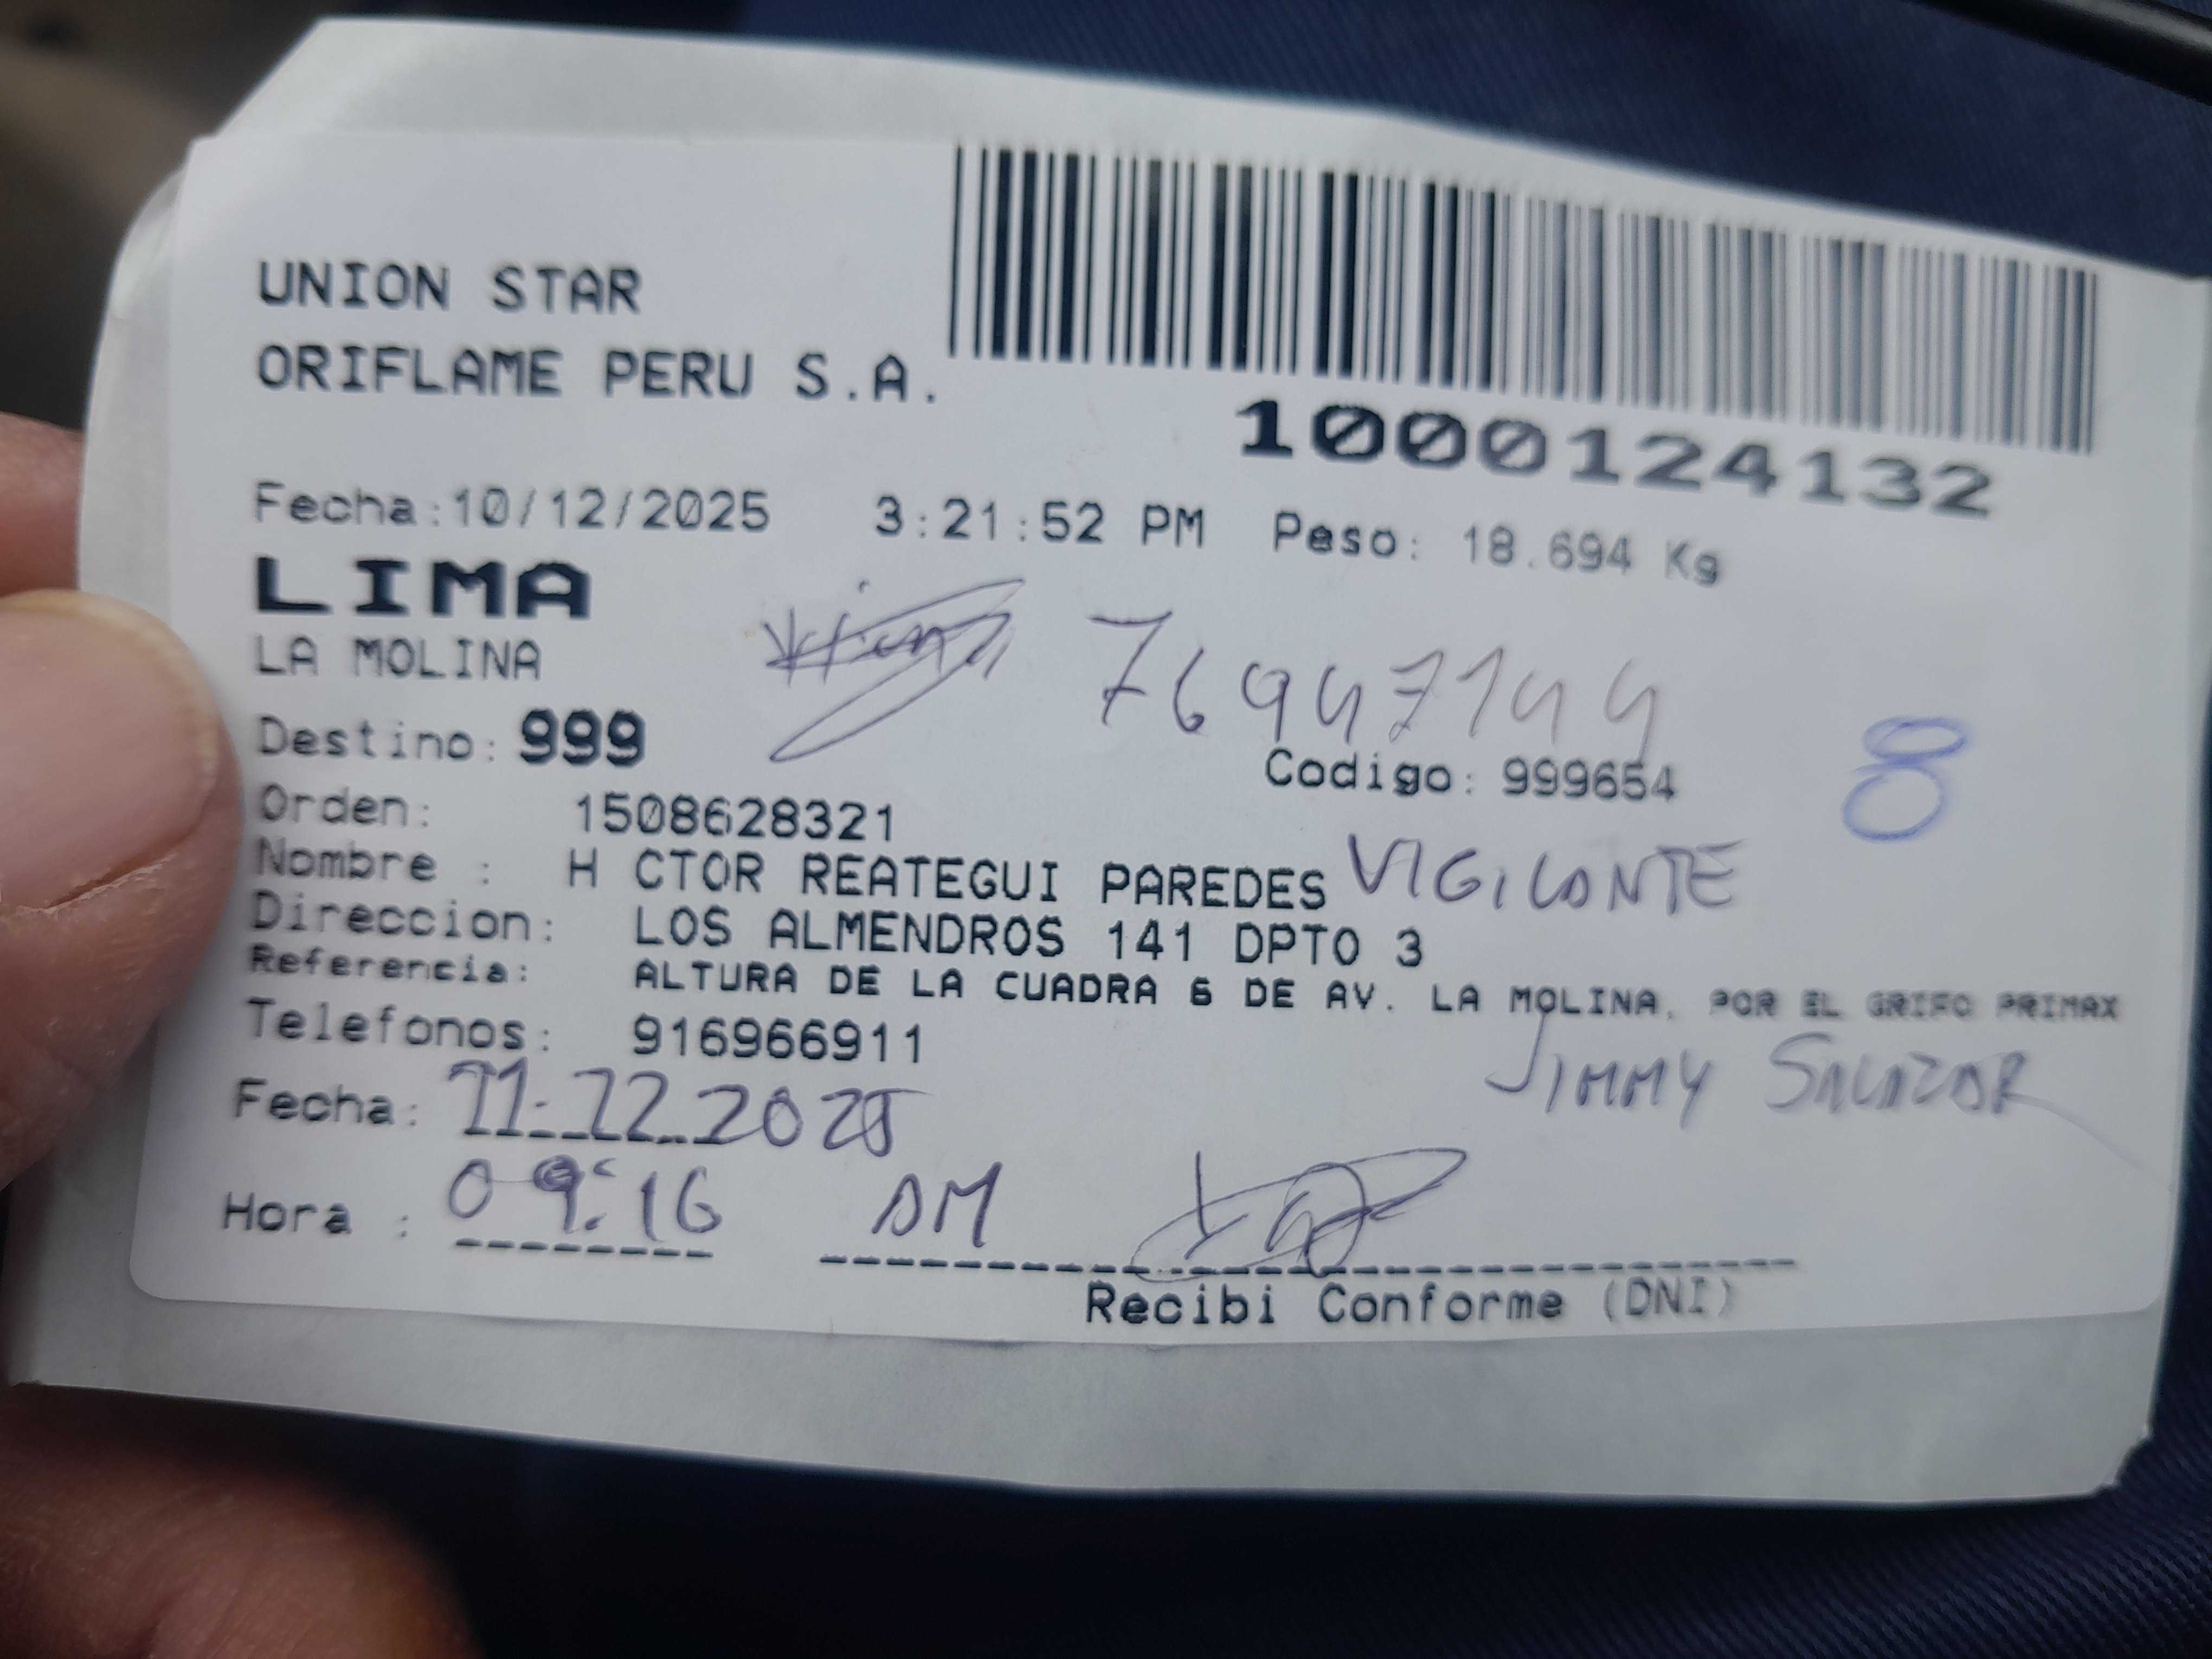 UNION STAR
ORIFLAME PERU S.A.
1000124132
Fecha:10/12/2025 3:21:52 PM Peso: 18.694 Kg
LIMA
LA MOLINA
76947144
Destino: 999
Codigo: 999654
8
Orden: 1508628321
Nombre : H CTOR REATEGUI PAREDES VIGILANTE
Direccion: LOS ALMENDROS 141 DPTO 3
Referencia: ALTURA DE LA CUADRA 6 DE AV. LA MOLINA, POR EL GRIFO PRIMAX
Telefonos: 916966911
JIMMY SALAZAR
Fecha: 11-12-2025
Hora : 09:16 AM
Recibi Conforme (DNI)